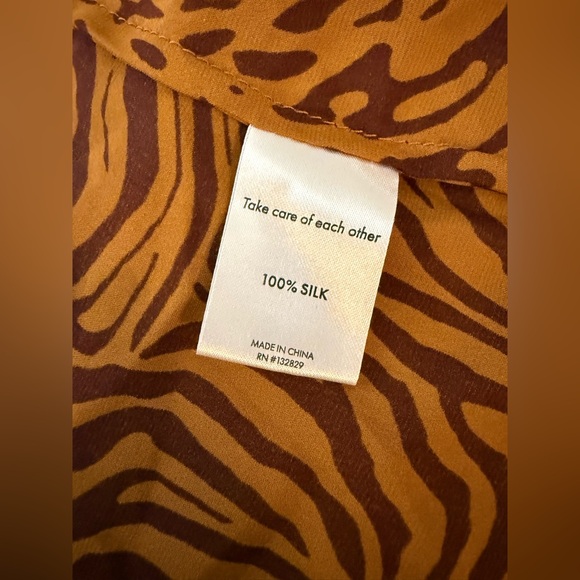 Take care of each other
100% SILK
MADE IN CHINA
RN #132829